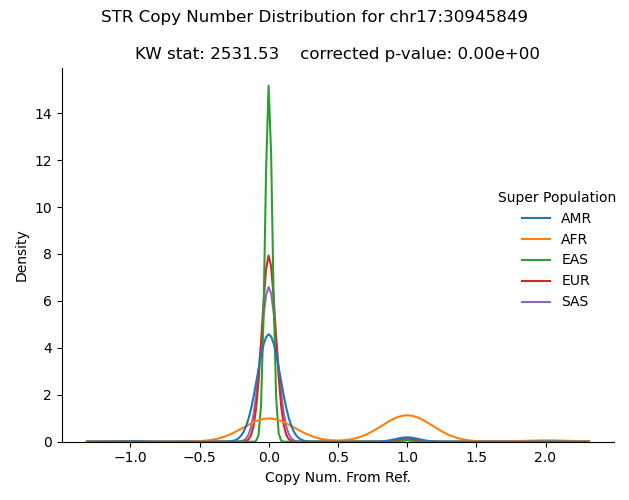 STR Copy Number Distribution for chr17:30945849
KW stat: 2531.53    corrected p-value: 0.00e+00
Density
14
12
10
8
6
4
2
0
−1.0
−0.5
0.0
0.5
1.0
1.5
2.0
Copy Num. From Ref.
Super Population
AMR
AFR
EAS
EUR
SAS